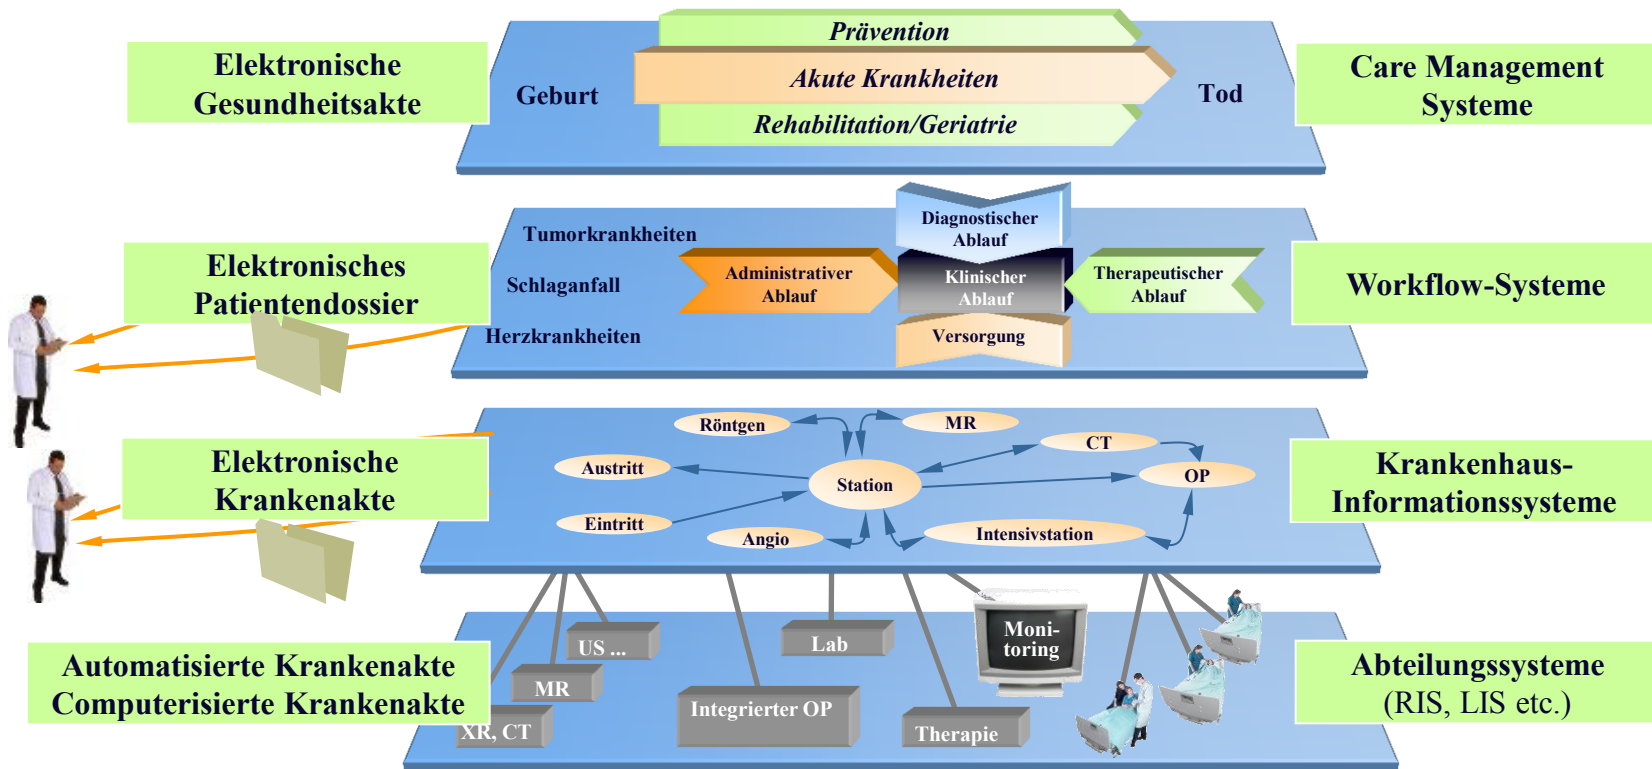 Elektronische
Gesundheitsakte
Geburt
Prävention
Akute Krankheiten
Rehabilitation/Geriatrie
Tod
Care Management
Systeme
Elektronisches
Patientendossier
Tumorkrankheiten
Schlaganfall
Herzkrankheiten
Administrativer
Ablauf
Diagnostischer
Ablauf
Klinischer
Ablauf
Versorgung
Therapeutischer
Ablauf
Workflow-Systeme
Elektronische
Krankenakte
Röntgen
MR
CT
Austritt
Station
OP
Eintritt
Angio
Intensivstation
Krankenhaus-
Informationssysteme
Automatisierte Krankenakte
Computerisierte Krankenakte
US ...
MR
XR, CT
Integrierter OP
Lab
Therapie
Moni-
toring
Abteilungssysteme
(RIS, LIS etc.)